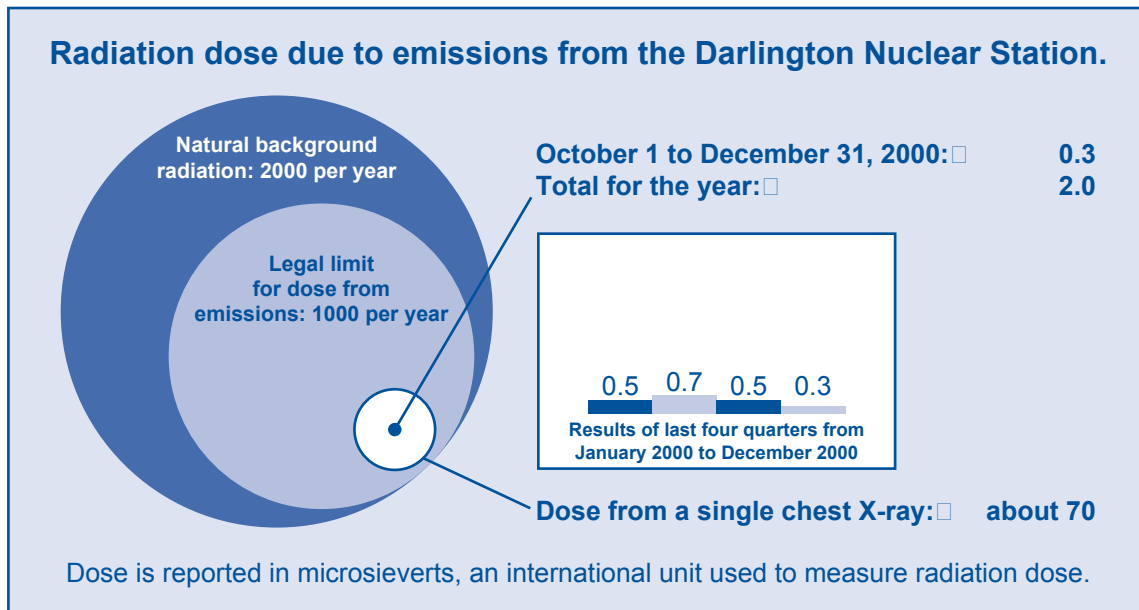 Radiation dose due to emissions from the Darlington Nuclear Station.
Natural background
radiation: 2000 per year
Legal limit
for dose from
emissions: 1000 per year
October 1 to December 31, 2000: 0.3
Total for the year: 2.0
0.5 0.7 0.5 0.3
Results of last four quarters from
January 2000 to December 2000
Dose from a single chest X-ray: about 70
Dose is reported in microsieverts, an international unit used to measure radiation dose.